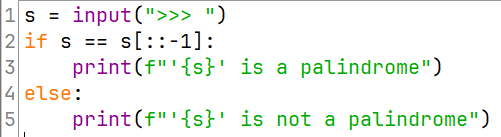 1 s = input(">>> ")
2 if s == s[::-1]:
3     print(f"'{s}' is a palindrome")
4 else:
5     print(f"'{s}' is not a palindrome")